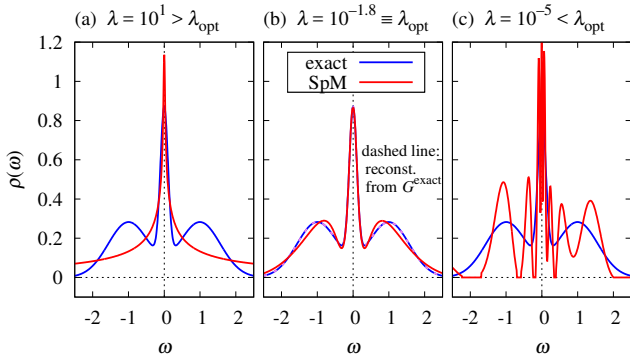 (a) λ = 10¹ > λ_opt (b) λ = 10⁻¹·⁸ ≡ λ_opt (c) λ = 10⁻⁵ < λ_opt
1.2
1
0.8
0.6
0.4
0.2
0
ρ(ω)
exact
SpM
dashed line:
reconst.
from G^exact
-2 -1 0 1 2 -2 -1 0 1 2 -2 -1 0 1 2
ω ω ω